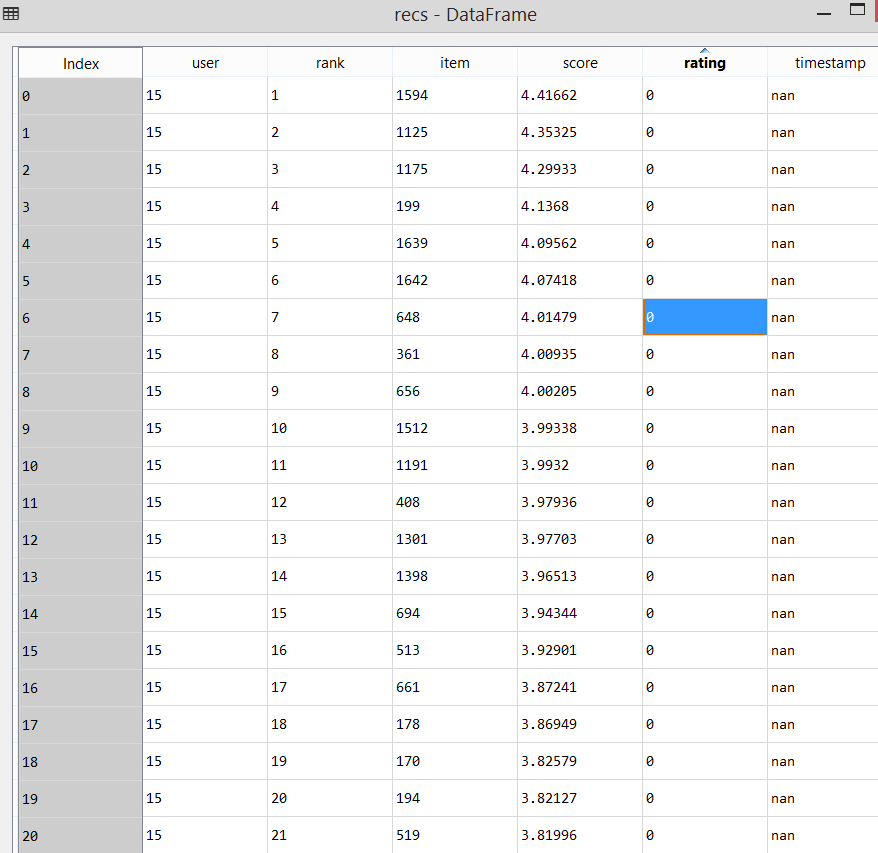 recs - DataFrame
Index user rank item score rating timestamp
0 15 1 1594 4.41662 0 nan
1 15 2 1125 4.35325 0 nan
2 15 3 1175 4.29933 0 nan
3 15 4 199 4.1368 0 nan
4 15 5 1639 4.09562 0 nan
5 15 6 1642 4.07418 0 nan
6 15 7 648 4.01479 0 nan
7 15 8 361 4.00935 0 nan
8 15 9 656 4.00205 0 nan
9 15 10 1512 3.99338 0 nan
10 15 11 1191 3.9932 0 nan
11 15 12 408 3.97936 0 nan
12 15 13 1301 3.97703 0 nan
13 15 14 1398 3.96513 0 nan
14 15 15 694 3.94344 0 nan
15 15 16 513 3.92901 0 nan
16 15 17 661 3.87241 0 nan
17 15 18 178 3.86949 0 nan
18 15 19 170 3.82579 0 nan
19 15 20 194 3.82127 0 nan
20 15 21 519 3.81996 0 nan